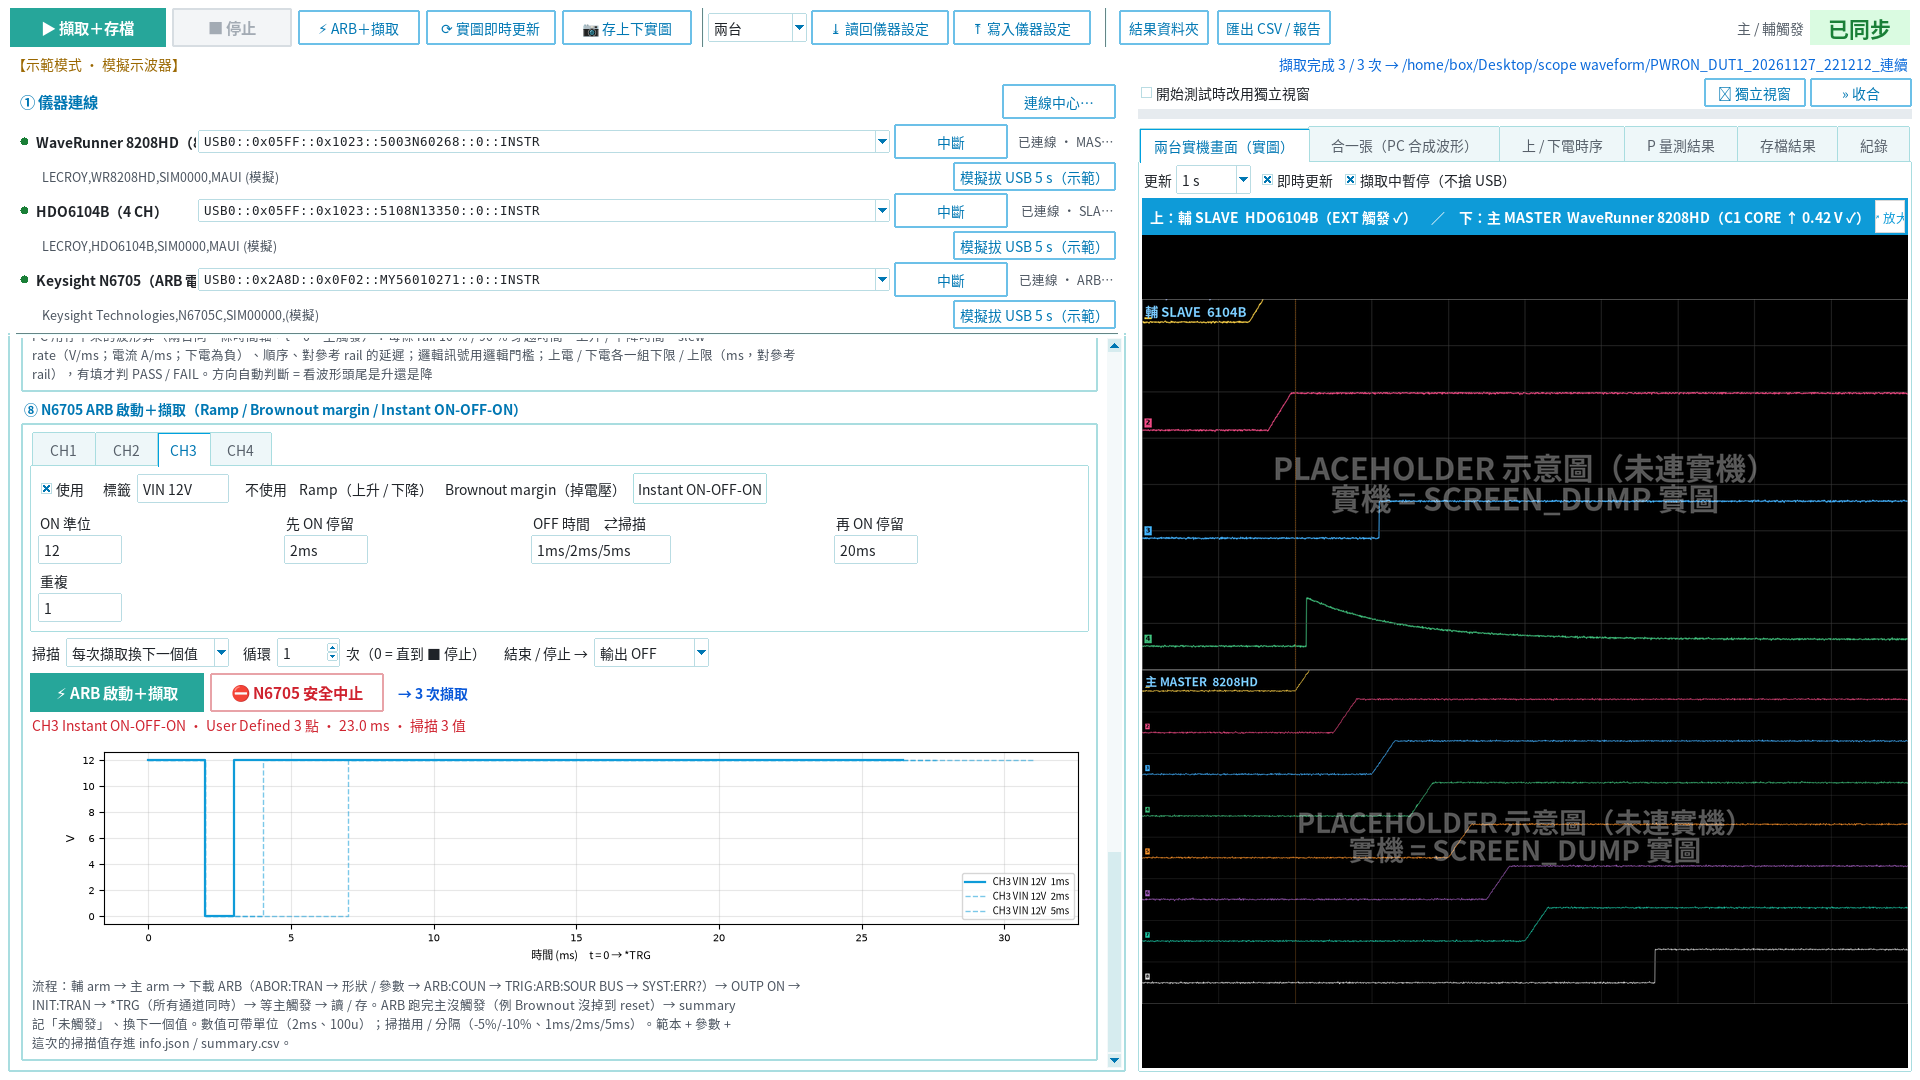 ▶ 擷取＋存檔
■ 停止
⚡ ARB＋擷取
⟳ 實圖即時更新
📷 存上下實圖
兩台
⤓ 讀回儀器設定
⤒ 寫入儀器設定
結果資料夾
匯出 CSV / 報告
主 / 輔觸發
已同步
【示範模式 · 模擬示波器】
擷取完成 3 / 3 次 → /home/box/Desktop/scope waveform/PWRON_DUT1_20261127_221212_連續
① 儀器連線
連線中心…
WaveRunner 8208HD
USB0::0x05FF::0x1023::5003N60268::0::INSTR
中斷
已連線 · MAS…
LECROY,WR8208HD,SIM0000,MAUI (模擬)
模擬拔 USB 5 s（示範）
HDO6104B（4 CH）
USB0::0x05FF::0x1023::5108N13350::0::INSTR
中斷
已連線 · SLA…
LECROY,HDO6104B,SIM0000,MAUI (模擬)
模擬拔 USB 5 s（示範）
Keysight N6705（ARB 電
USB0::0x2A8D::0x0F02::MY56010271::0::INSTR
中斷
已連線 · ARB…
Keysight Technologies,N6705C,SIM00000,(模擬)
模擬拔 USB 5 s（示範）
rate（V/ms；電流 A/ms；下電為負）、順序、對參考 rail 的延遲；邏輯訊號用邏輯門檻；上電 / 下電各一組下限 / 上限（ms，對參考
rail），有填才判 PASS / FAIL。方向自動判斷 = 看波形頭尾是升還是降
⑧ N6705 ARB 啟動＋擷取（Ramp / Brownout margin / Instant ON-OFF-ON）
CH1
CH2
CH3
CH4
使用
標籤
VIN 12V
不使用
Ramp（上升 / 下降）
Brownout margin（掉電壓）
Instant ON-OFF-ON
ON 準位
先 ON 停留
OFF 時間 ⇄掃描
再 ON 停留
12
2ms
1ms/2ms/5ms
20ms
重複
1
掃描
每次擷取換下一個值
循環
1
次（0 = 直到 ■ 停止）
結束 / 停止 →
輸出 OFF
⚡ ARB 啟動＋擷取
⛔ N6705 安全中止
→ 3 次擷取
CH3 Instant ON-OFF-ON · User Defined 3 點 · 23.0 ms · 掃描 3 值
12
10
8
6
4
2
0
V
CH3 VIN 12V 1ms
CH3 VIN 12V 2ms
CH3 VIN 12V 5ms
0 5 10 15 20 25 30
時間 (ms) t = 0 → *TRG
流程：輔 arm → 主 arm → 下載 ARB（ABOR:TRAN → 形狀 / 參數 → ARB:COUN → TRIG:ARB:SOUR BUS → SYST:ERR?）→ OUTP ON →
INIT:TRAN → *TRG（所有通道同時）→ 等主觸發 → 讀 / 存。ARB 跑完主沒觸發（例 Brownout 沒掉到 reset）→ summary
記「未觸發」、換下一個值。數值可帶單位（2ms、100u）；掃描用 / 分隔（-5%/-10%、1ms/2ms/5ms）。範本 + 參數 +
這次的掃描值存進 info.json / summary.csv。
開始測試時改用獨立視窗
獨立視窗
» 收合
兩台實機畫面（實圖）
合一張（PC 合成波形）
上 / 下電時序
P 量測結果
存檔結果
紀錄
更新
1 s
即時更新
擷取中暫停（不搶 USB）
上：輔 SLAVE HDO6104B（EXT 觸發 ✓） ／ 下：主 MASTER WaveRunner 8208HD（C1 CORE ↑ 0.42 V ✓）
輔 SLAVE 6104B
2
PLACEHOLDER 示意圖（未連實機）
實機 = SCREEN_DUMP 實圖
3
4
主 MASTER 8208HD
PLACEHOLDER 示意圖（未連實機）
實機 = SCREEN_DUMP 實圖